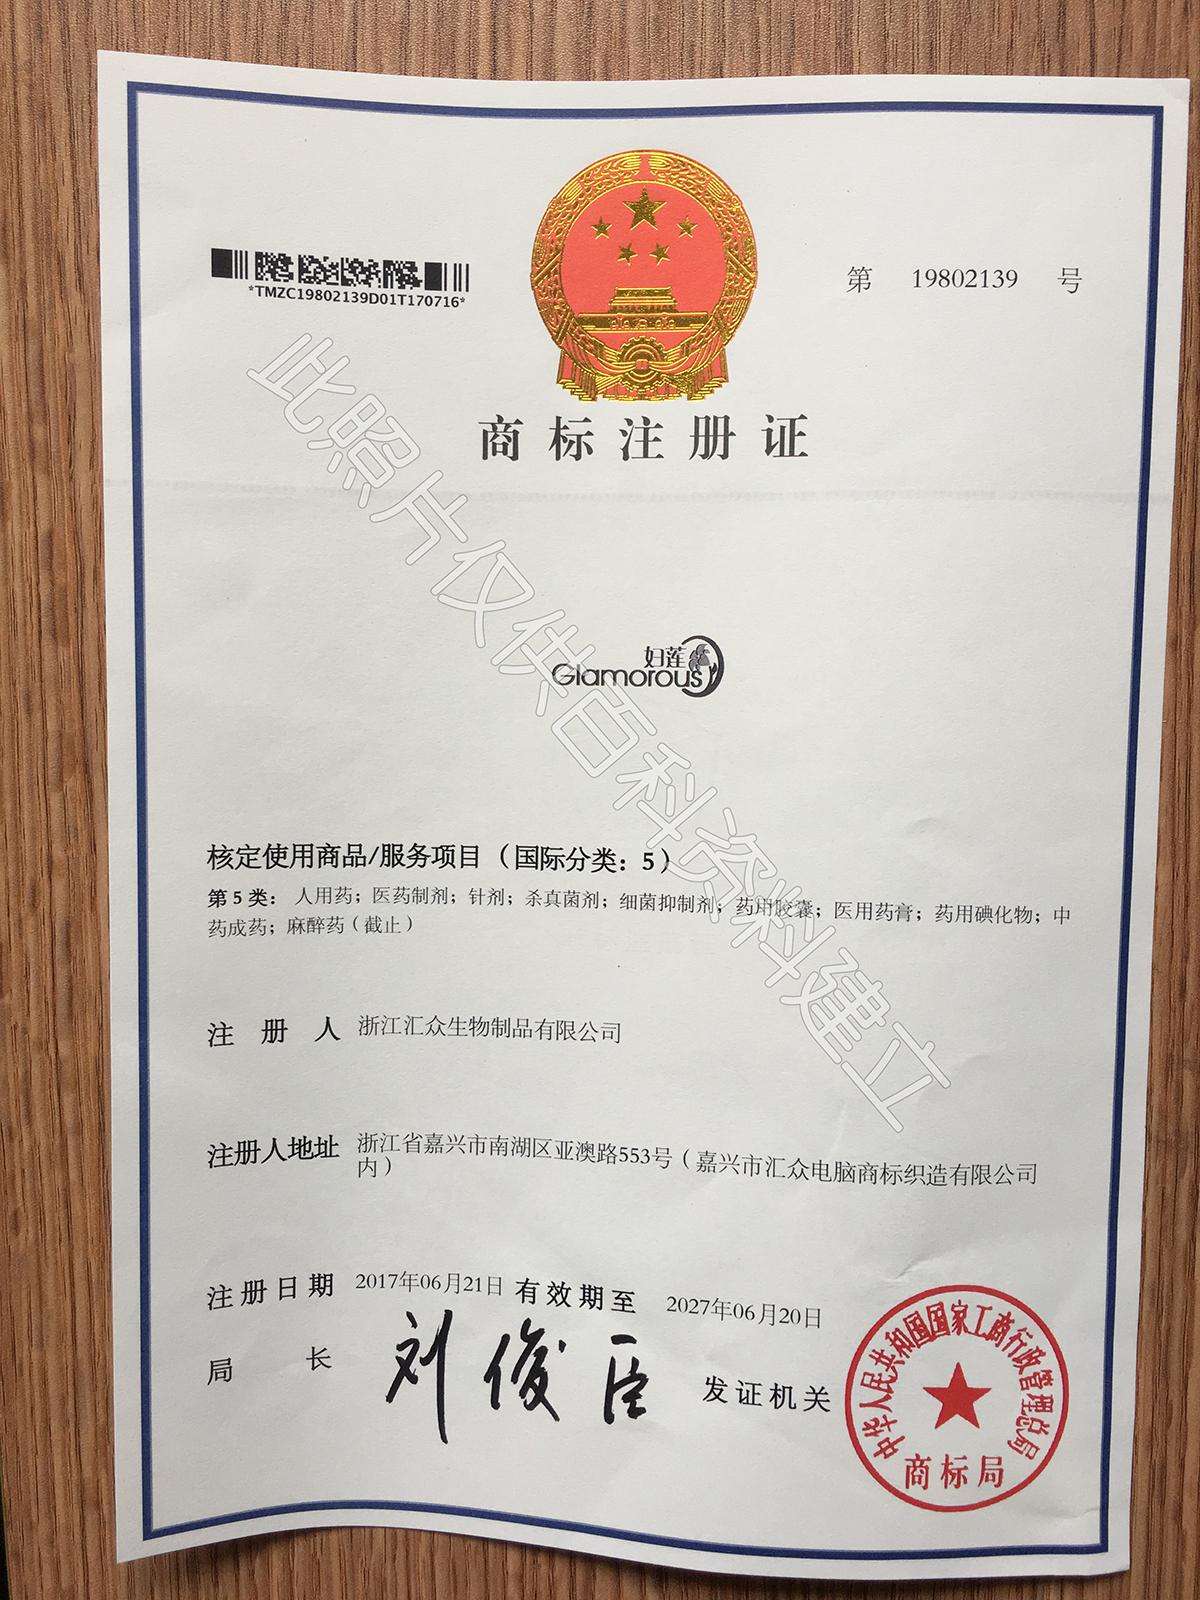 *TMZC19802139D01T170716*
第 19802139 号
商标注册证
妇莲
Glamorous
此照片仅供百科资料建立
核定使用商品/服务项目（国际分类：5）
第5类：人用药；医药制剂；针剂；杀真菌剂；细菌抑制剂；药用胶囊；医用药膏；药用碘化物；中
药成药；麻醉药（截止）
注册人 浙江汇众生物制品有限公司
注册人地址 浙江省嘉兴市南湖区亚澳路553号（嘉兴市汇众电脑商标织造有限公司
内）
注册日期 2017年06月21日 有效期至 2027年06月20日
局长 刘俊臣 发证机关
中华人民共和国国家工商行政管理总局
商标局